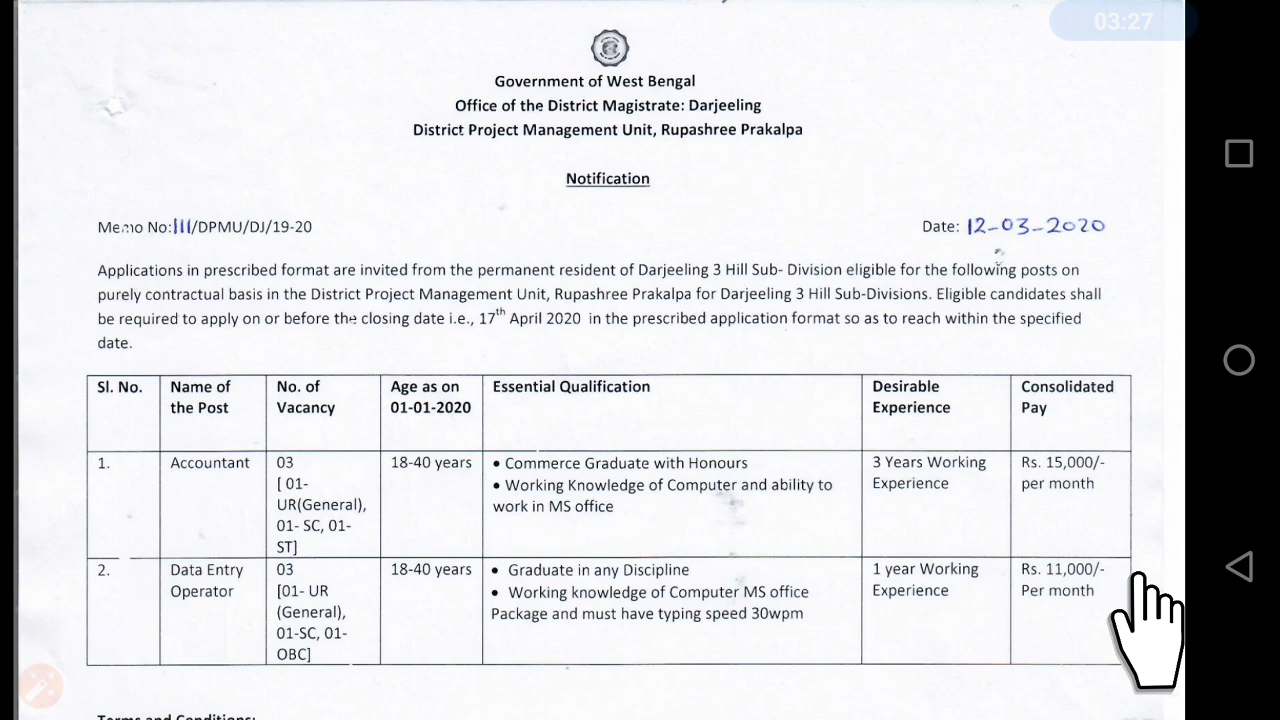 03:27
Government of West Bengal
Office of the District Magistrate: Darjeeling
District Project Management Unit, Rupashree Prakalpa
Notification
Memo No:111/DPMU/DJ/19-20 Date: 12-03-2020
Applications in prescribed format are invited from the permanent resident of Darjeeling 3 Hill Sub- Division eligible for the following posts on
purely contractual basis in the District Project Management Unit, Rupashree Prakalpa for Darjeeling 3 Hill Sub-Divisions. Eligible candidates shall
be required to apply on or before the closing date i.e., 17th April 2020 in the prescribed application format so as to reach within the specified
date.
Sl. No. Name of the Post No. of Vacancy Age as on 01-01-2020 Essential Qualification Desirable Experience Consolidated Pay
1. Accountant 03 [ 01- UR(General), 01- SC, 01- ST] 18-40 years • Commerce Graduate with Honours • Working Knowledge of Computer and ability to work in MS office 3 Years Working Experience Rs. 15,000/- per month
2. Data Entry Operator 03 [01- UR (General), 01-SC, 01- OBC] 18-40 years • Graduate in any Discipline • Working knowledge of Computer MS office Package and must have typing speed 30wpm 1 year Working Experience Rs. 11,000/- Per month
Terms and Conditions: